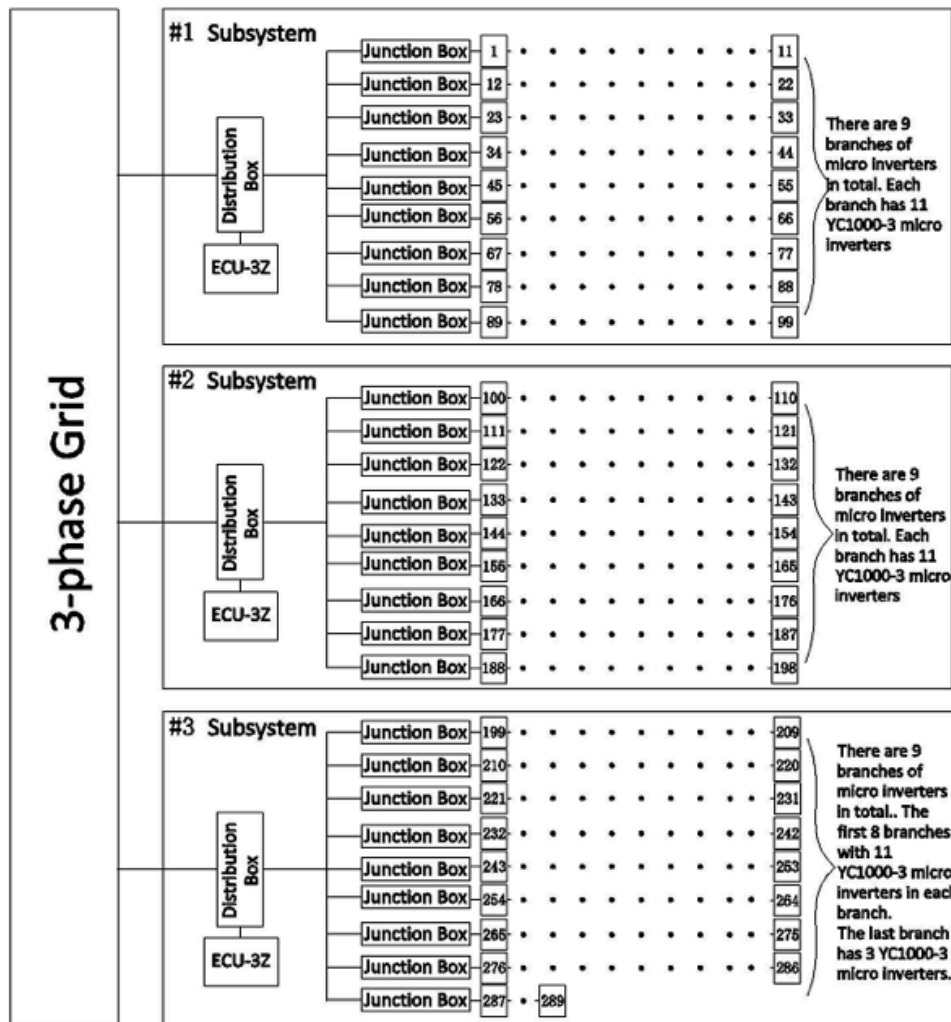 3-phase Grid
#1 Subsystem
Distribution
Box
ECU-3Z
Junction Box 1 11
Junction Box 12 22
Junction Box 23 33
Junction Box 34 44
Junction Box 45 55
Junction Box 56 66
Junction Box 67 77
Junction Box 78 88
Junction Box 89 99
There are 9
branches of
micro inverters
in total. Each
branch has 11
YC1000-3 micro
inverters
#2 Subsystem
Distribution
Box
ECU-3Z
Junction Box 100 110
Junction Box 111 121
Junction Box 122 132
Junction Box 133 143
Junction Box 144 154
Junction Box 156 165
Junction Box 166 176
Junction Box 177 187
Junction Box 188 198
There are 9
branches of
micro inverters
in total. Each
branch has 11
YC1000-3 micro
inverters
#3 Subsystem
Distribution
Box
ECU-3Z
Junction Box 199 209
Junction Box 210 220
Junction Box 221 231
Junction Box 232 242
Junction Box 243 253
Junction Box 254 264
Junction Box 265 275
Junction Box 276 286
Junction Box 287 289
There are 9
branches of
micro inverters
in total.. The
first 8 branches
with 11
YC1000-3 micro
inverters in each
branch.
The last branch
has 3 YC1000-3
micro inverters.